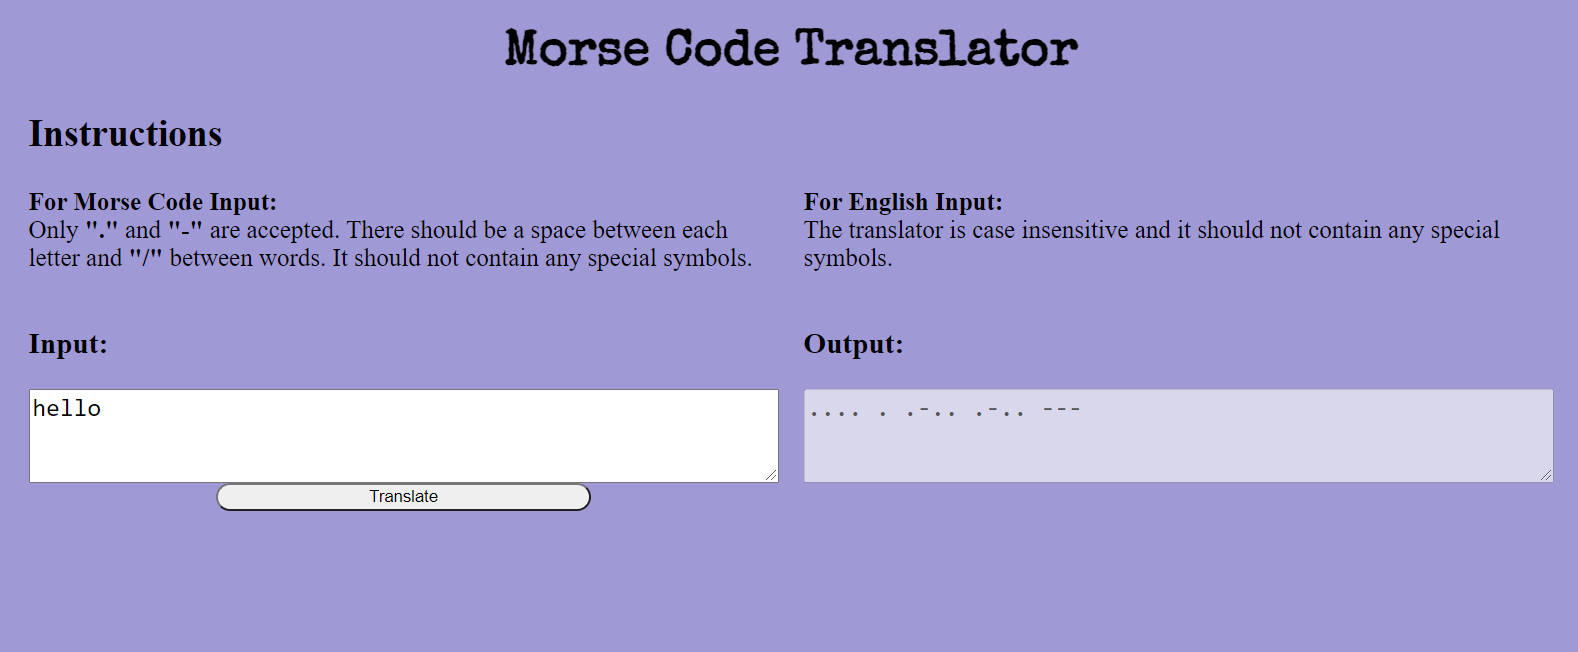 Morse Code Translator
Instructions
For Morse Code Input:
Only "." and "-" are accepted. There should be a space between each
letter and "/" between words. It should not contain any special symbols.
For English Input:
The translator is case insensitive and it should not contain any special
symbols.
Input:
hello
Translate
Output:
.... . .-.. .-.. ---